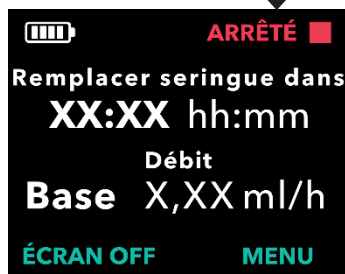 ARRÊTÉ
Remplacer seringue dans
XX:XX hh:mm
Débit
Base X,XX ml/h
ÉCRAN OFF MENU